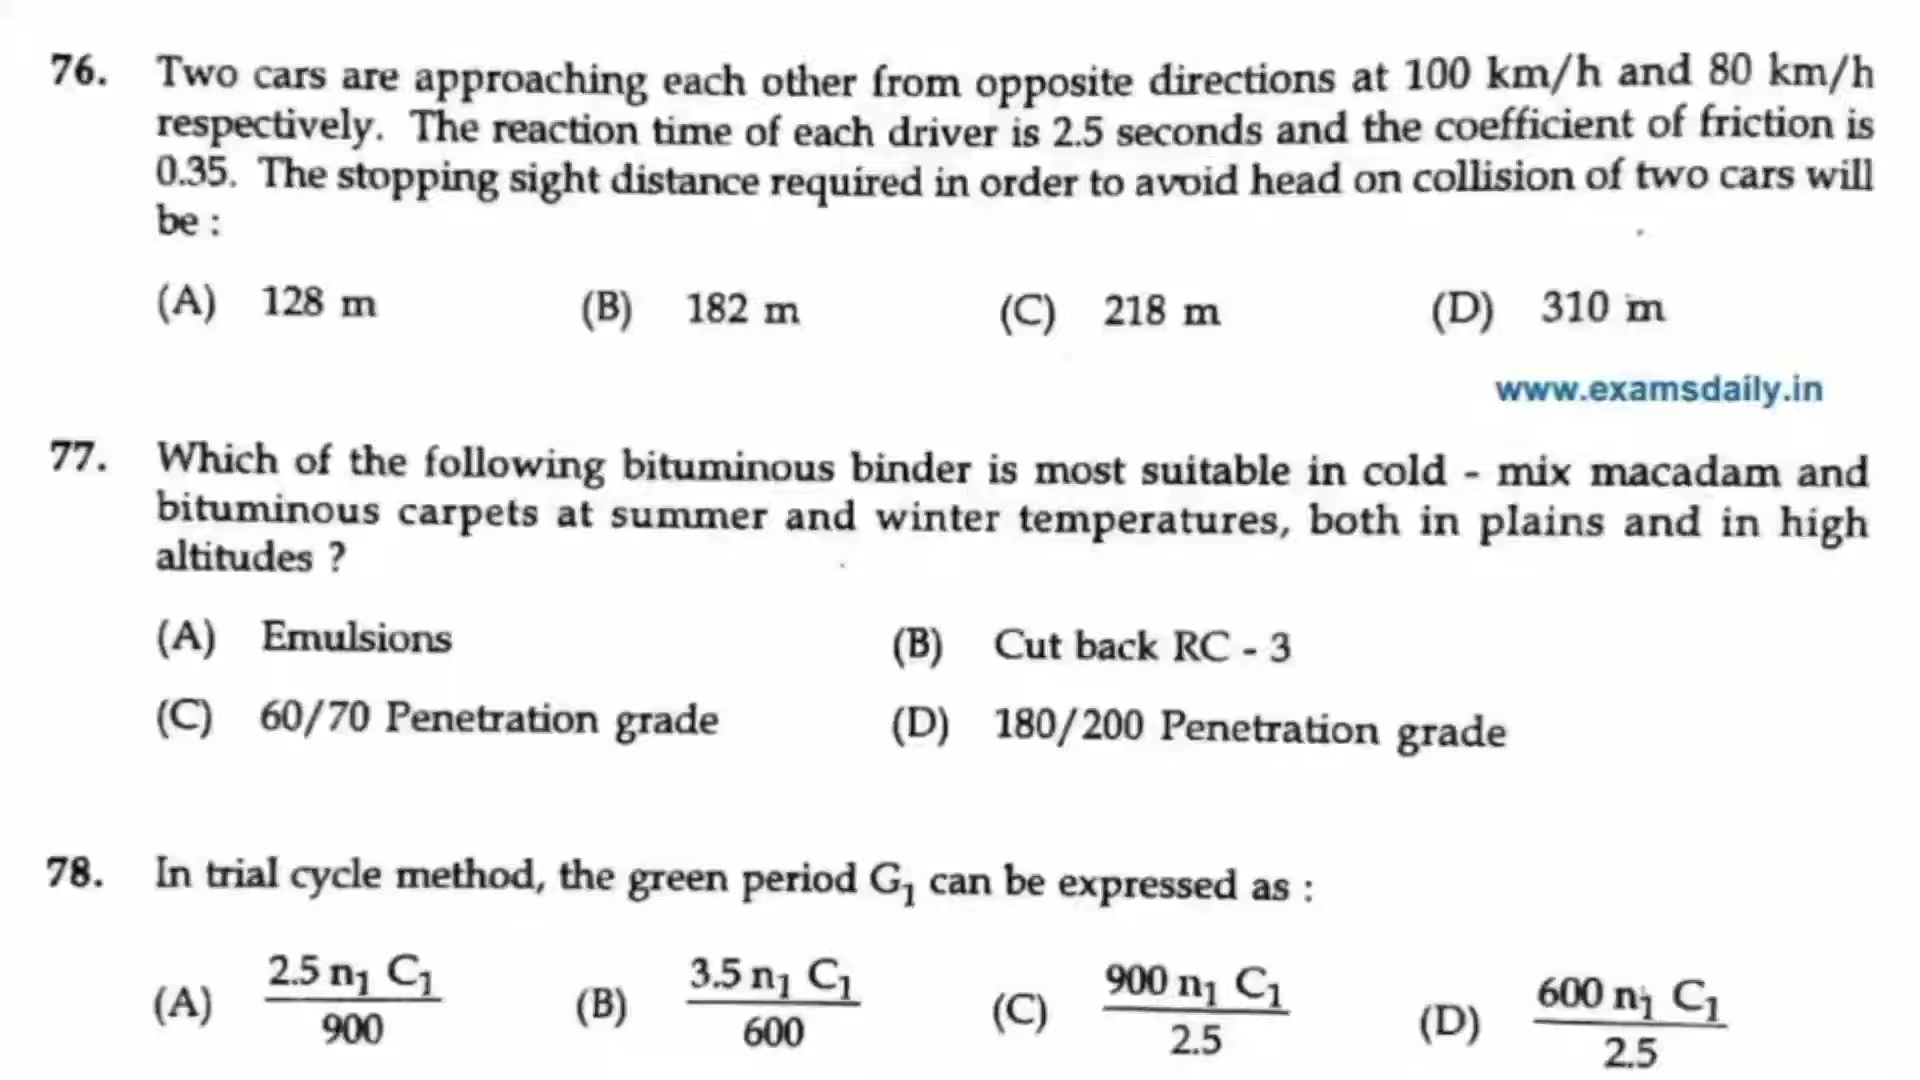 76. Two cars are approaching each other from opposite directions at 100 km/h and 80 km/h
respectively. The reaction time of each driver is 2.5 seconds and the coefficient of friction is
0.35. The stopping sight distance required in order to avoid head on collision of two cars will
be :
(A) 128 m (B) 182 m (C) 218 m (D) 310 m
www.examsdaily.in
77. Which of the following bituminous binder is most suitable in cold - mix macadam and
bituminous carpets at summer and winter temperatures, both in plains and in high
altitudes ?
(A) Emulsions (B) Cut back RC - 3
(C) 60/70 Penetration grade (D) 180/200 Penetration grade
78. In trial cycle method, the green period G₁ can be expressed as :
(A) 2.5 n₁ C₁ / 900 (B) 3.5 n₁ C₁ / 600 (C) 900 n₁ C₁ / 2.5 (D) 600 n₁ C₁ / 2.5